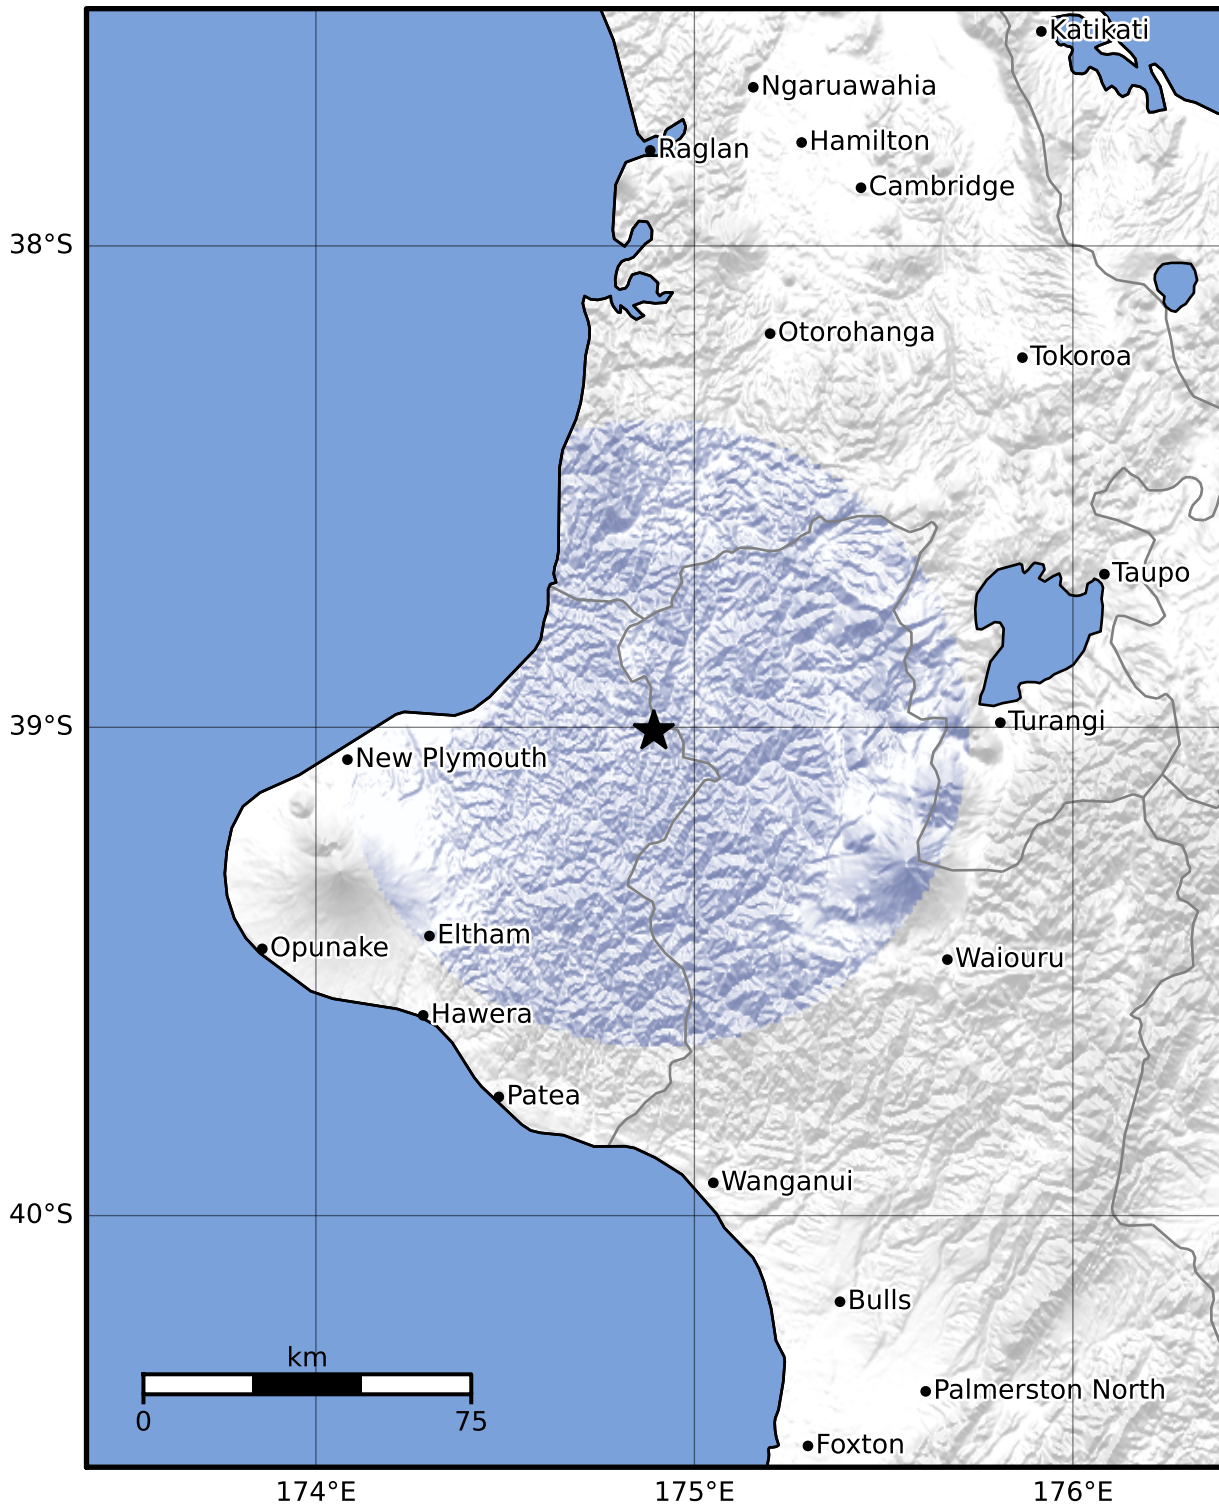 Katikati
Ngaruawahia
Hamilton
Raglan
Cambridge
38°S
Otorohanga
Tokoroa
Taupo
39°S
Turangi
New Plymouth
Eltham
Opunake
Waiouru
Hawera
Patea
Wanganui
40°S
Bulls
km
Palmerston North
0 75
Foxton
174°E 175°E 176°E